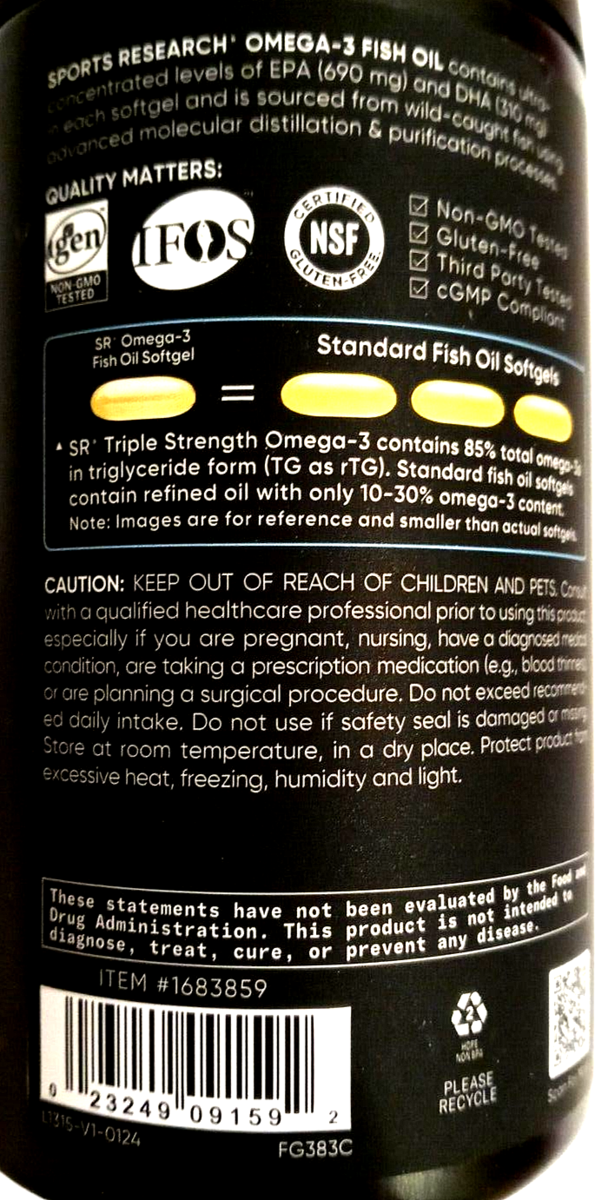 SPORTS RESEARCH® OMEGA-3 FISH OIL contains ultra-
concentrated levels of EPA (690 mg) and DHA (310 mg)
in each softgel and is sourced from wild-caught fish using
advanced molecular distillation & purification processes.
QUALITY MATTERS:
igen
NON-GMO
TESTED
IFOS™
CERTIFIED
NSF
GLUTEN-FREE
☑ Non-GMO Tested
☑ Gluten-Free
☑ Third Party Tested
☑ cGMP Compliant
SR® Omega-3
Fish Oil Softgel
=
Standard Fish Oil Softgels
▲ SR® Triple Strength Omega-3 contains 85% total omega-3s
in triglyceride form (TG as rTG). Standard fish oil softgels
contain refined oil with only 10-30% omega-3 content.
Note: Images are for reference and smaller than actual softgels.
CAUTION: KEEP OUT OF REACH OF CHILDREN AND PETS. Consult
with a qualified healthcare professional prior to using this product,
especially if you are pregnant, nursing, have a diagnosed medical
condition, are taking a prescription medication (e.g., blood thinners)
or are planning a surgical procedure. Do not exceed recommend-
ed daily intake. Do not use if safety seal is damaged or missing.
Store at room temperature, in a dry place. Protect product from
excessive heat, freezing, humidity and light.
These statements have not been evaluated by the Food and
Drug Administration. This product is not intended to
diagnose, treat, cure, or prevent any disease.
ITEM #1683859
0 23249 09159 2
L1315-V1-0124
FG383C
2
HDPE
NON BPA
PLEASE
RECYCLE